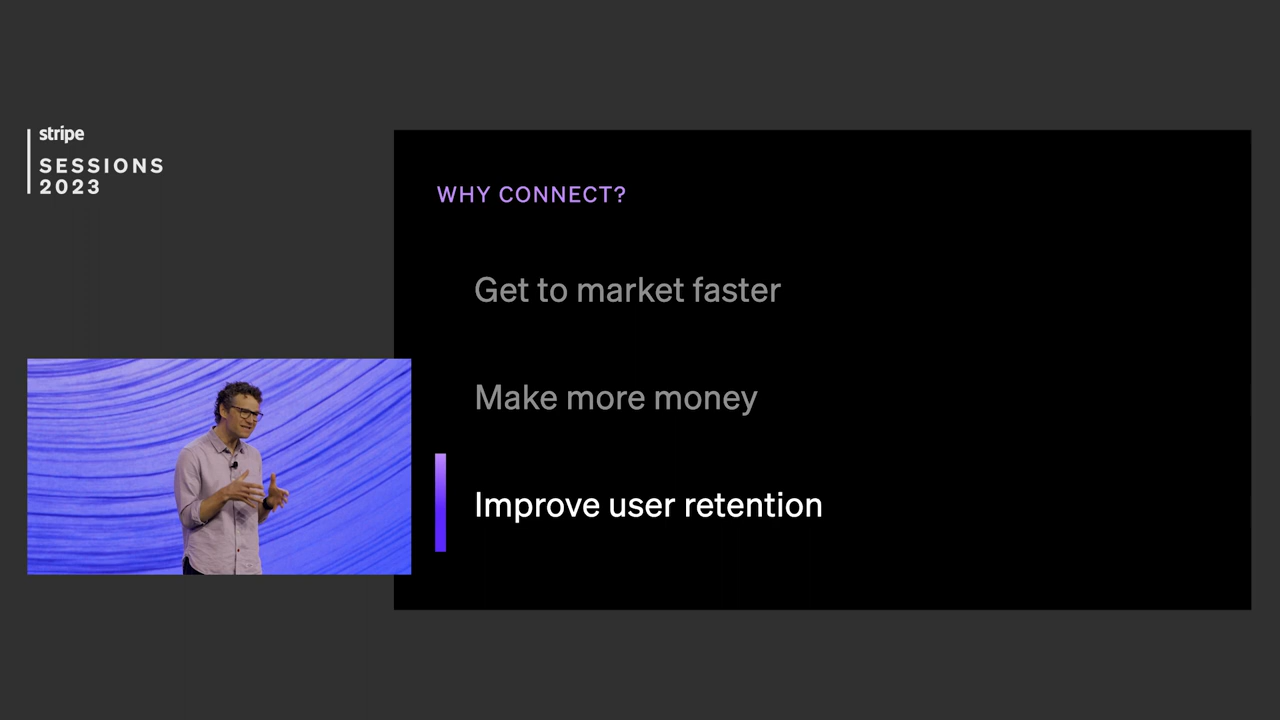 stripe
SESSIONS
2023
WHY CONNECT?
Get to market faster
Make more money
Improve user retention